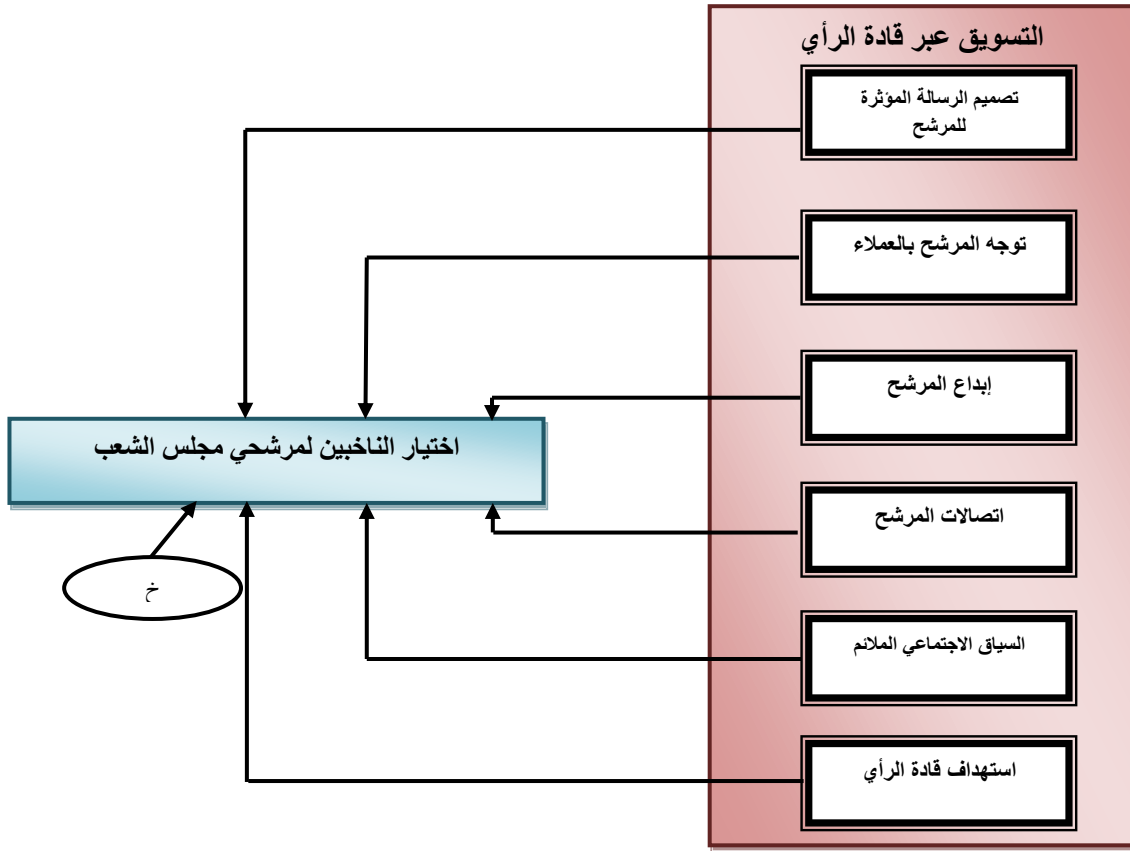 التسويق عبر قادة الرأي
تصميم الرسالة المؤثرة
للمرشح
توجه المرشح بالعملاء
إبداع المرشح
اختيار الناخبين لمرشحي مجلس الشعب
اتصالات المرشح
خ
السياق الاجتماعي الملائم
استهداف قادة الرأي